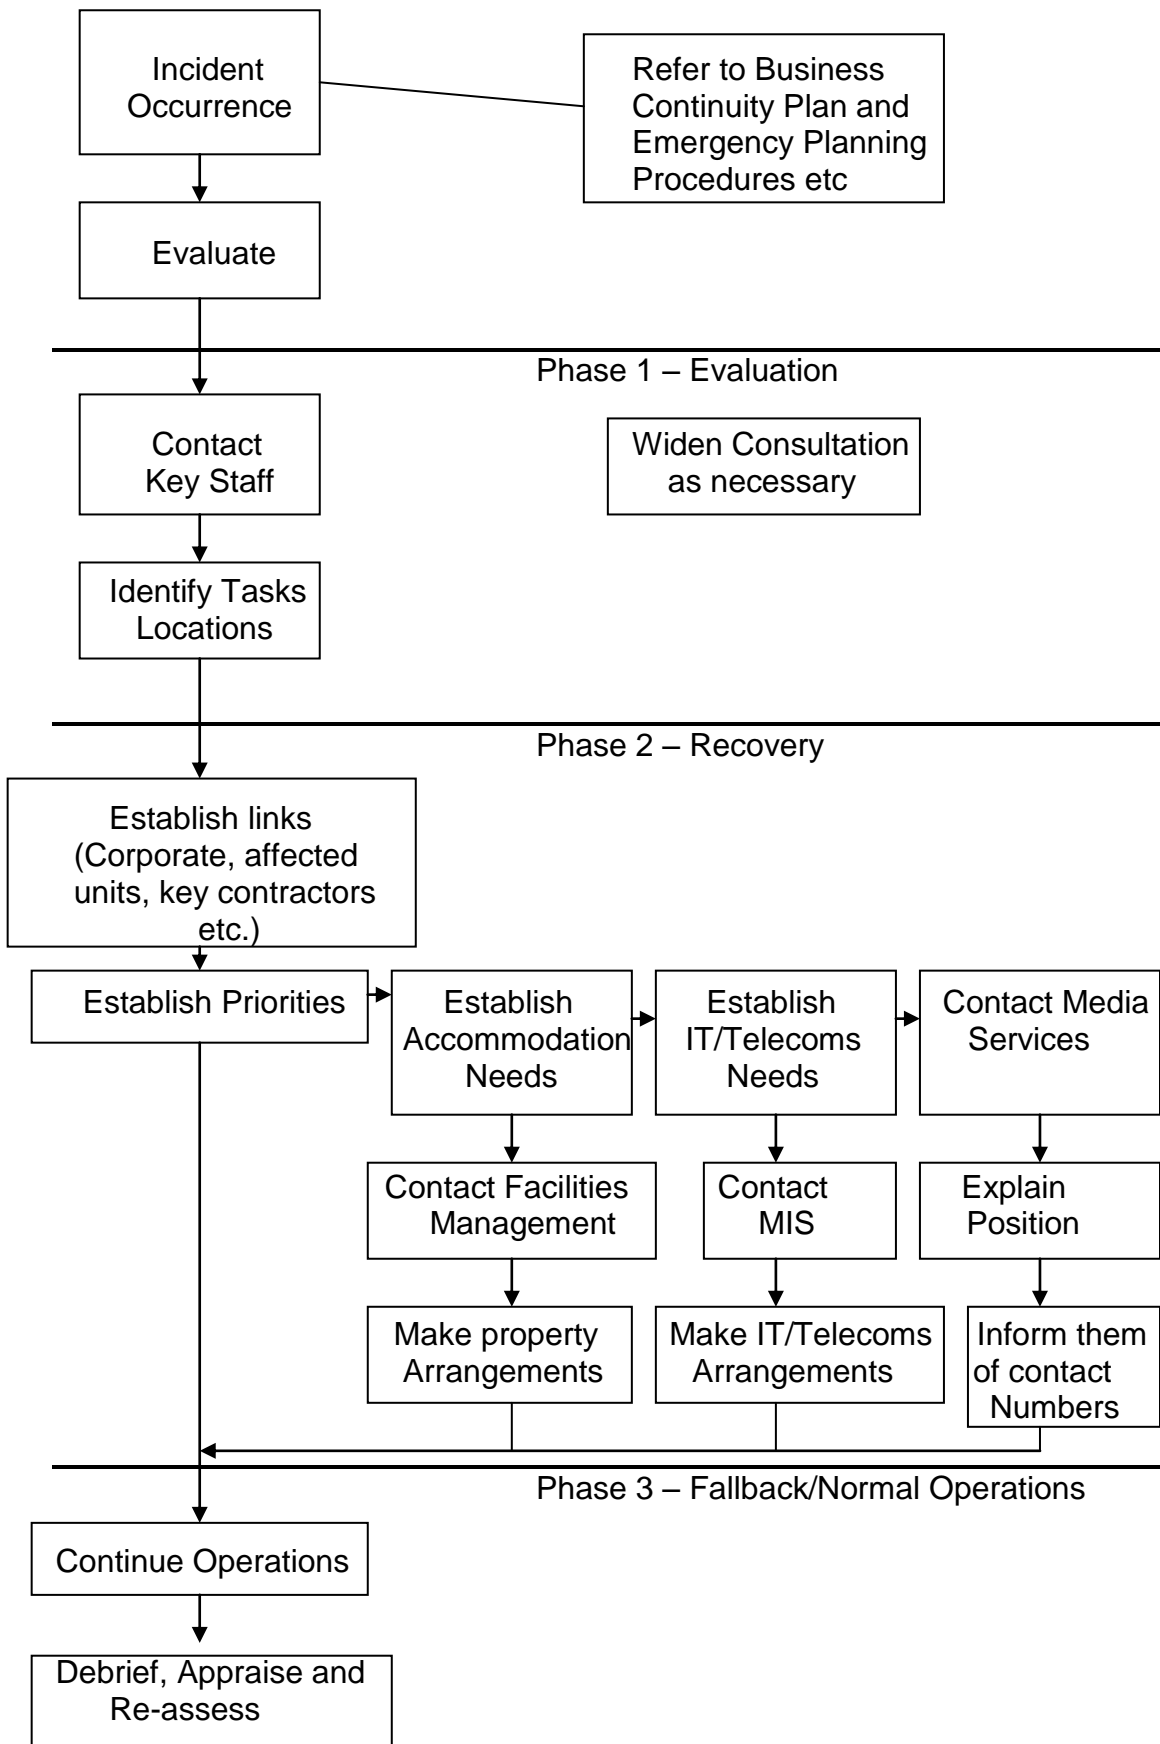 Incident
Occurrence
Refer to Business
Continuity Plan and
Emergency Planning
Procedures etc
Evaluate
Phase 1 – Evaluation
Contact
Key Staff
Widen Consultation
as necessary
Identify Tasks
Locations
Phase 2 – Recovery
Establish links
(Corporate, affected
units, key contractors
etc.)
Establish Priorities
Establish
Accommodation
Needs
Establish
IT/Telecoms
Needs
Contact Media
Services
Contact Facilities
Management
Contact
MIS
Explain
Position
Make property
Arrangements
Make IT/Telecoms
Arrangements
Inform them
of contact
Numbers
Phase 3 – Fallback/Normal Operations
Continue Operations
Debrief, Appraise and
Re-assess